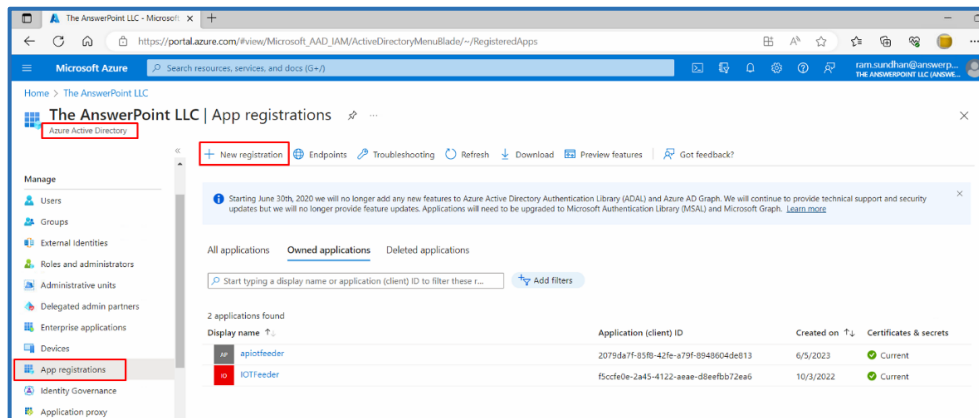 The AnswerPoint LLC - Microsoft
https://portal.azure.com/#view/Microsoft_AAD_IAM/ActiveDirectoryMenuBlade/~/RegisteredApps
Microsoft Azure
Search resources, services, and docs (G+/)
ram.sundhan@answerp...
THE ANSWERPOINT LLC (ANSWE...
Home > The AnswerPoint LLC
The AnswerPoint LLC | App registrations
Azure Active Directory
New registration Endpoints Troubleshooting Refresh Download Preview features Got feedback?
Manage
Users
Groups
External Identities
Roles and administrators
Administrative units
Delegated admin partners
Enterprise applications
Devices
App registrations
Identity Governance
Application proxy
Starting June 30th, 2020 we will no longer add any new features to Azure Active Directory Authentication Library (ADAL) and Azure AD Graph. We will continue to provide technical support and security
updates but we will no longer provide feature updates. Applications will need to be upgraded to Microsoft Authentication Library (MSAL) and Microsoft Graph. Learn more
All applications Owned applications Deleted applications
Start typing a display name or application (client) ID to filter these r...
Add filters
2 applications found
Display name Application (client) ID Created on Certificates & secrets
AP apiotfeeder 2079da7f-85f8-42fe-a79f-8948604de813 6/5/2023 Current
IO IOTFeeder f5ccfe0e-2a45-4122-aeae-d8eefbb72ea6 10/3/2022 Current